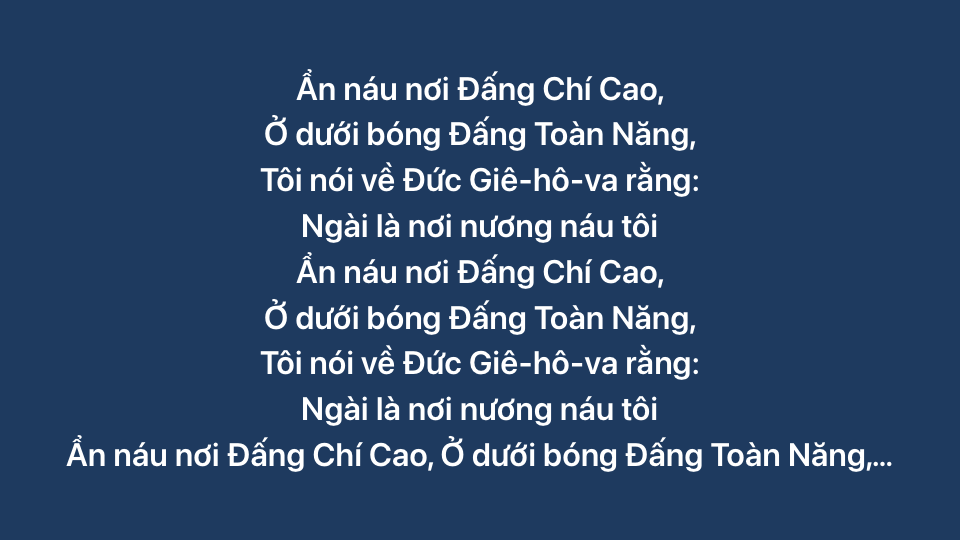 Ẩn náu nơi Đấng Chí Cao,
Ở dưới bóng Đấng Toàn Năng,
Tôi nói về Đức Giê-hô-va rằng:
Ngài là nơi nương náu tôi
Ẩn náu nơi Đấng Chí Cao,
Ở dưới bóng Đấng Toàn Năng,
Tôi nói về Đức Giê-hô-va rằng:
Ngài là nơi nương náu tôi
Ẩn náu nơi Đấng Chí Cao, Ở dưới bóng Đấng Toàn Năng,...